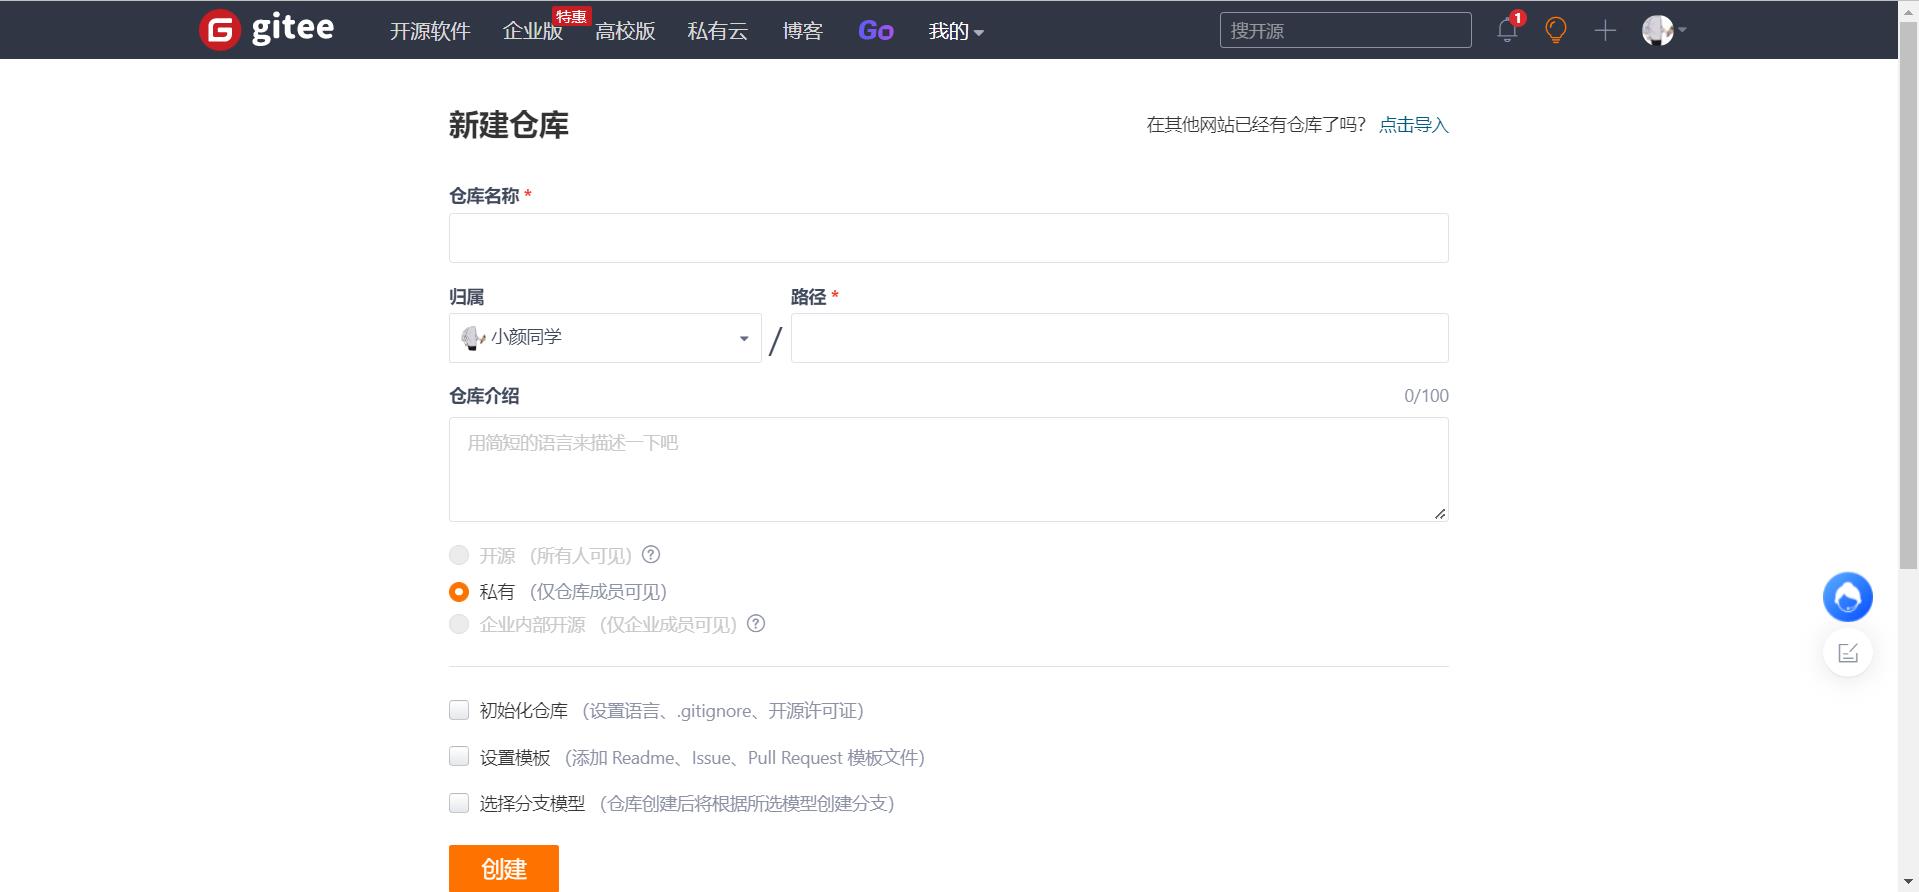 gitee 开源软件 企业版 特惠 高校版 私有云 博客 Go 我的 搜开源 1
新建仓库 在其他网站已经有仓库了吗？ 点击导入
仓库名称 *
归属 路径 *
小颜同学 /
仓库介绍 0/100
用简短的语言来描述一下吧
开源 （所有人可见） ?
私有 （仅仓库成员可见）
企业内部开源 （仅企业成员可见） ?
初始化仓库 （设置语言、.gitignore、开源许可证）
设置模板 （添加 Readme、Issue、Pull Request 模板文件）
选择分支模型 （仓库创建后将根据所选模型创建分支）
创建